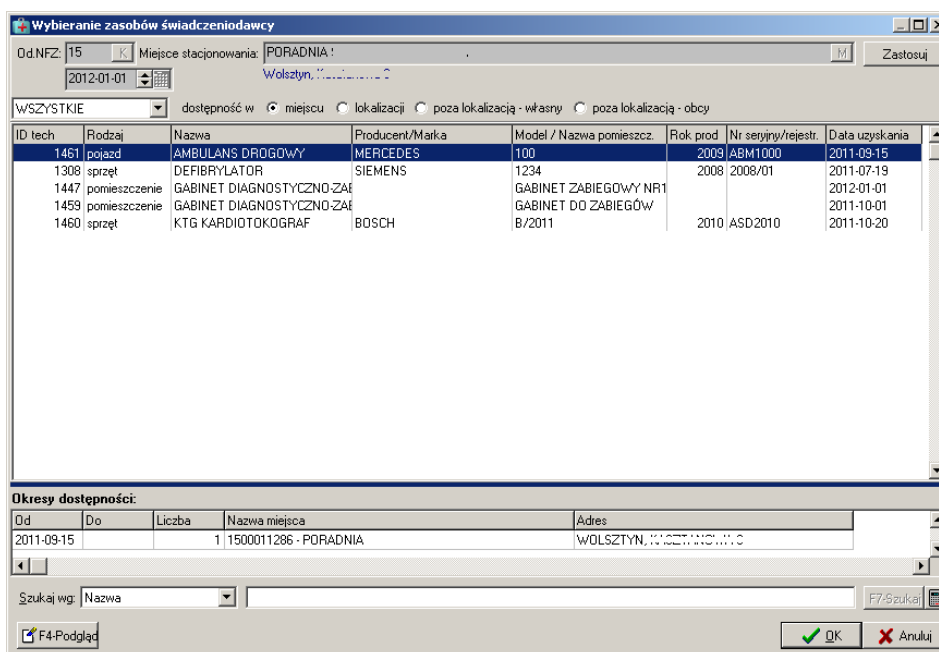 Wybieranie zasobów świadczeniodawcy
Od.NFZ: 15 K Miejsce stacjonowania: PORADNIA M Zastosuj
2012-01-01 Wolsztyn,
WSZYSTKIE dostępność w miejscu lokalizacji poza lokalizacją - własny poza lokalizacją - obcy
ID tech Rodzaj Nazwa Producent/Marka Model / Nazwa pomieszcz. Rok prod Nr seryjny/rejestr. Data uzyskania
1461 pojazd AMBULANS DROGOWY MERCEDES 100 2009 ABM1000 2011-09-15
1308 sprzęt DEFIBRYLATOR SIEMENS 1234 2008 2008/01 2011-07-19
1447 pomieszczenie GABINET DIAGNOSTYCZNO-ZAB GABINET ZABIEGOWY NR1 2012-01-01
1459 pomieszczenie GABINET DIAGNOSTYCZNO-ZAB GABINET DO ZABIEGÓW 2011-10-01
1460 sprzęt KTG KARDIOTOKOGRAF BOSCH B/2011 2010 ASD2010 2011-10-20
Okresy dostępności:
Od Do Liczba Nazwa miejsca Adres
2011-09-15 1 1500011286 - PORADNIA WOLSZTYN,
Szukaj wg: Nazwa F7-Szukaj
F4-Podgląd OK Anuluj